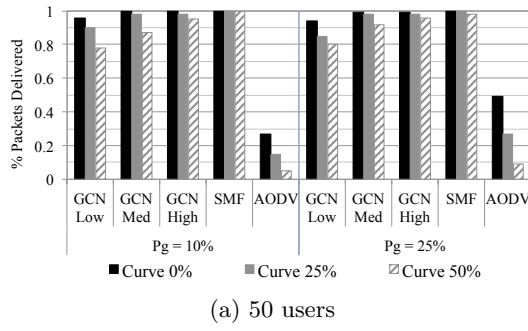 % Packets Delivered
1
0.8
0.6
0.4
0.2
0
GCN Low
GCN Med
GCN High
SMF
AODV
GCN Low
GCN Med
GCN High
SMF
AODV
Pg = 10%
Pg = 25%
Curve 0%
Curve 25%
Curve 50%
(a) 50 users